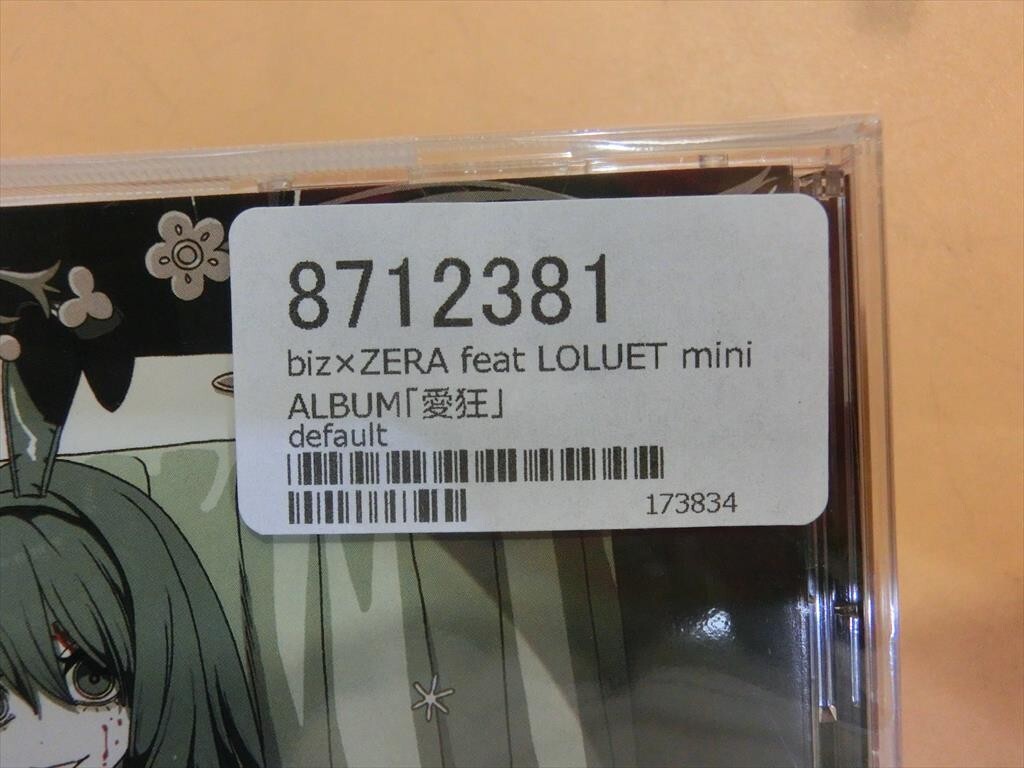 8712381
biz×ZERA feat LOLUET mini
ALBUM「愛狂」
default
173834